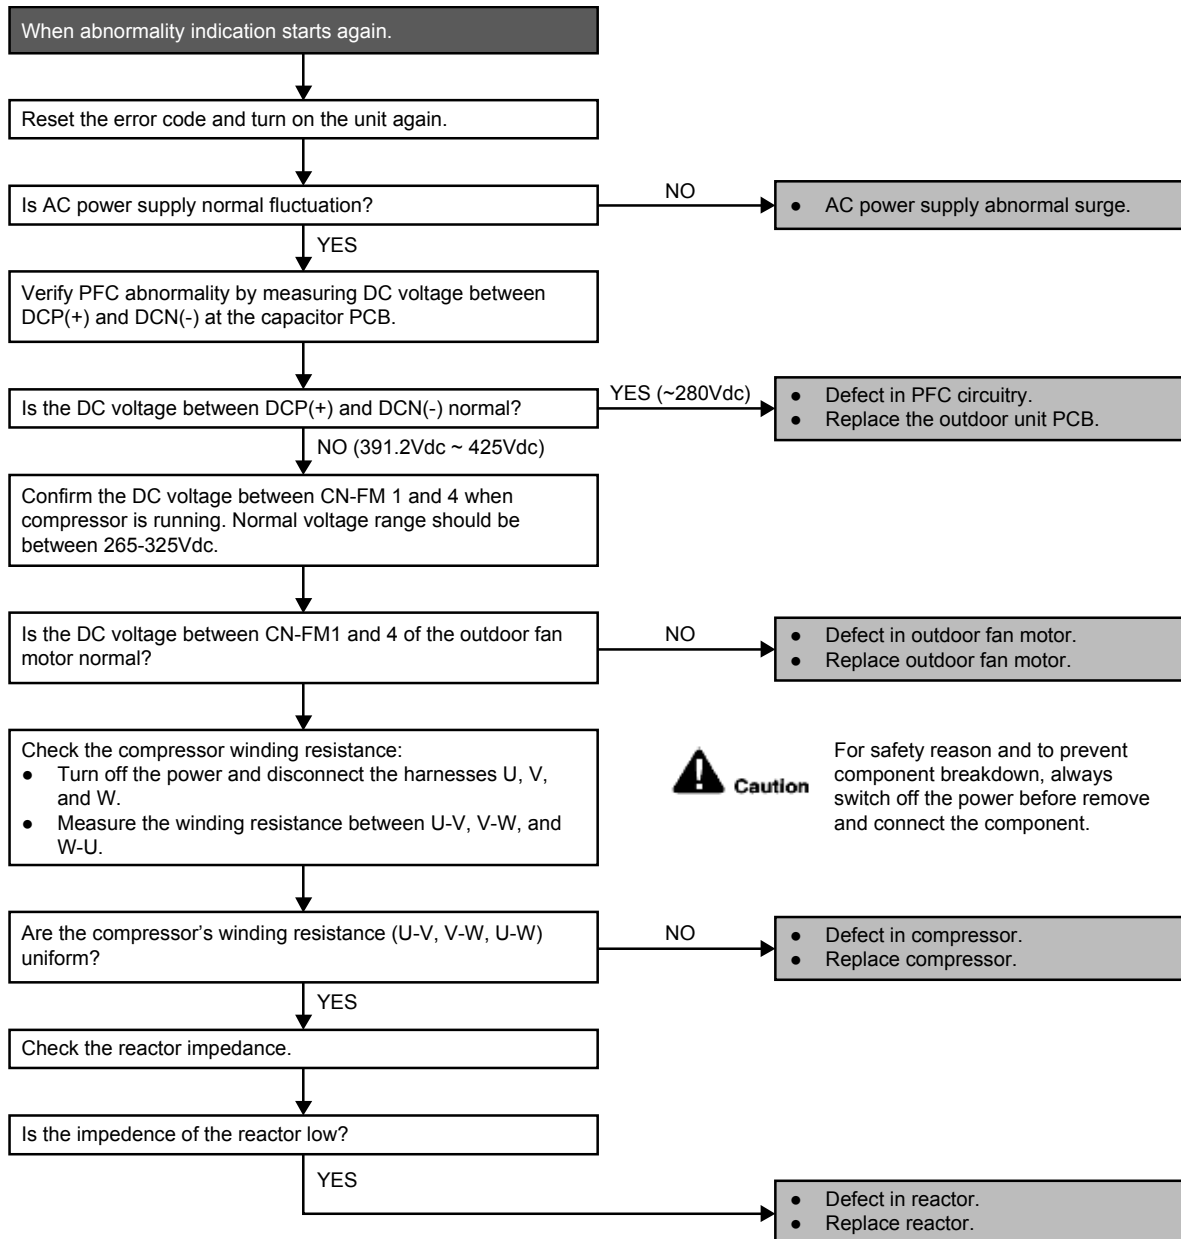 When abnormality indication starts again.
Reset the error code and turn on the unit again.
Is AC power supply normal fluctuation?
NO
● AC power supply abnormal surge.
YES
Verify PFC abnormality by measuring DC voltage between
DCP(+) and DCN(-) at the capacitor PCB.
Is the DC voltage between DCP(+) and DCN(-) normal?
YES (~280Vdc)
● Defect in PFC circuitry.
● Replace the outdoor unit PCB.
NO (391.2Vdc ~ 425Vdc)
Confirm the DC voltage between CN-FM 1 and 4 when
compressor is running. Normal voltage range should be
between 265-325Vdc.
Is the DC voltage between CN-FM1 and 4 of the outdoor fan
motor normal?
NO
● Defect in outdoor fan motor.
● Replace outdoor fan motor.
Check the compressor winding resistance:
● Turn off the power and disconnect the harnesses U, V,
and W.
● Measure the winding resistance between U-V, V-W, and
W-U.
Caution
For safety reason and to prevent
component breakdown, always
switch off the power before remove
and connect the component.
Are the compressor's winding resistance (U-V, V-W, U-W)
uniform?
NO
● Defect in compressor.
● Replace compressor.
YES
Check the reactor impedance.
Is the impedence of the reactor low?
YES
● Defect in reactor.
● Replace reactor.